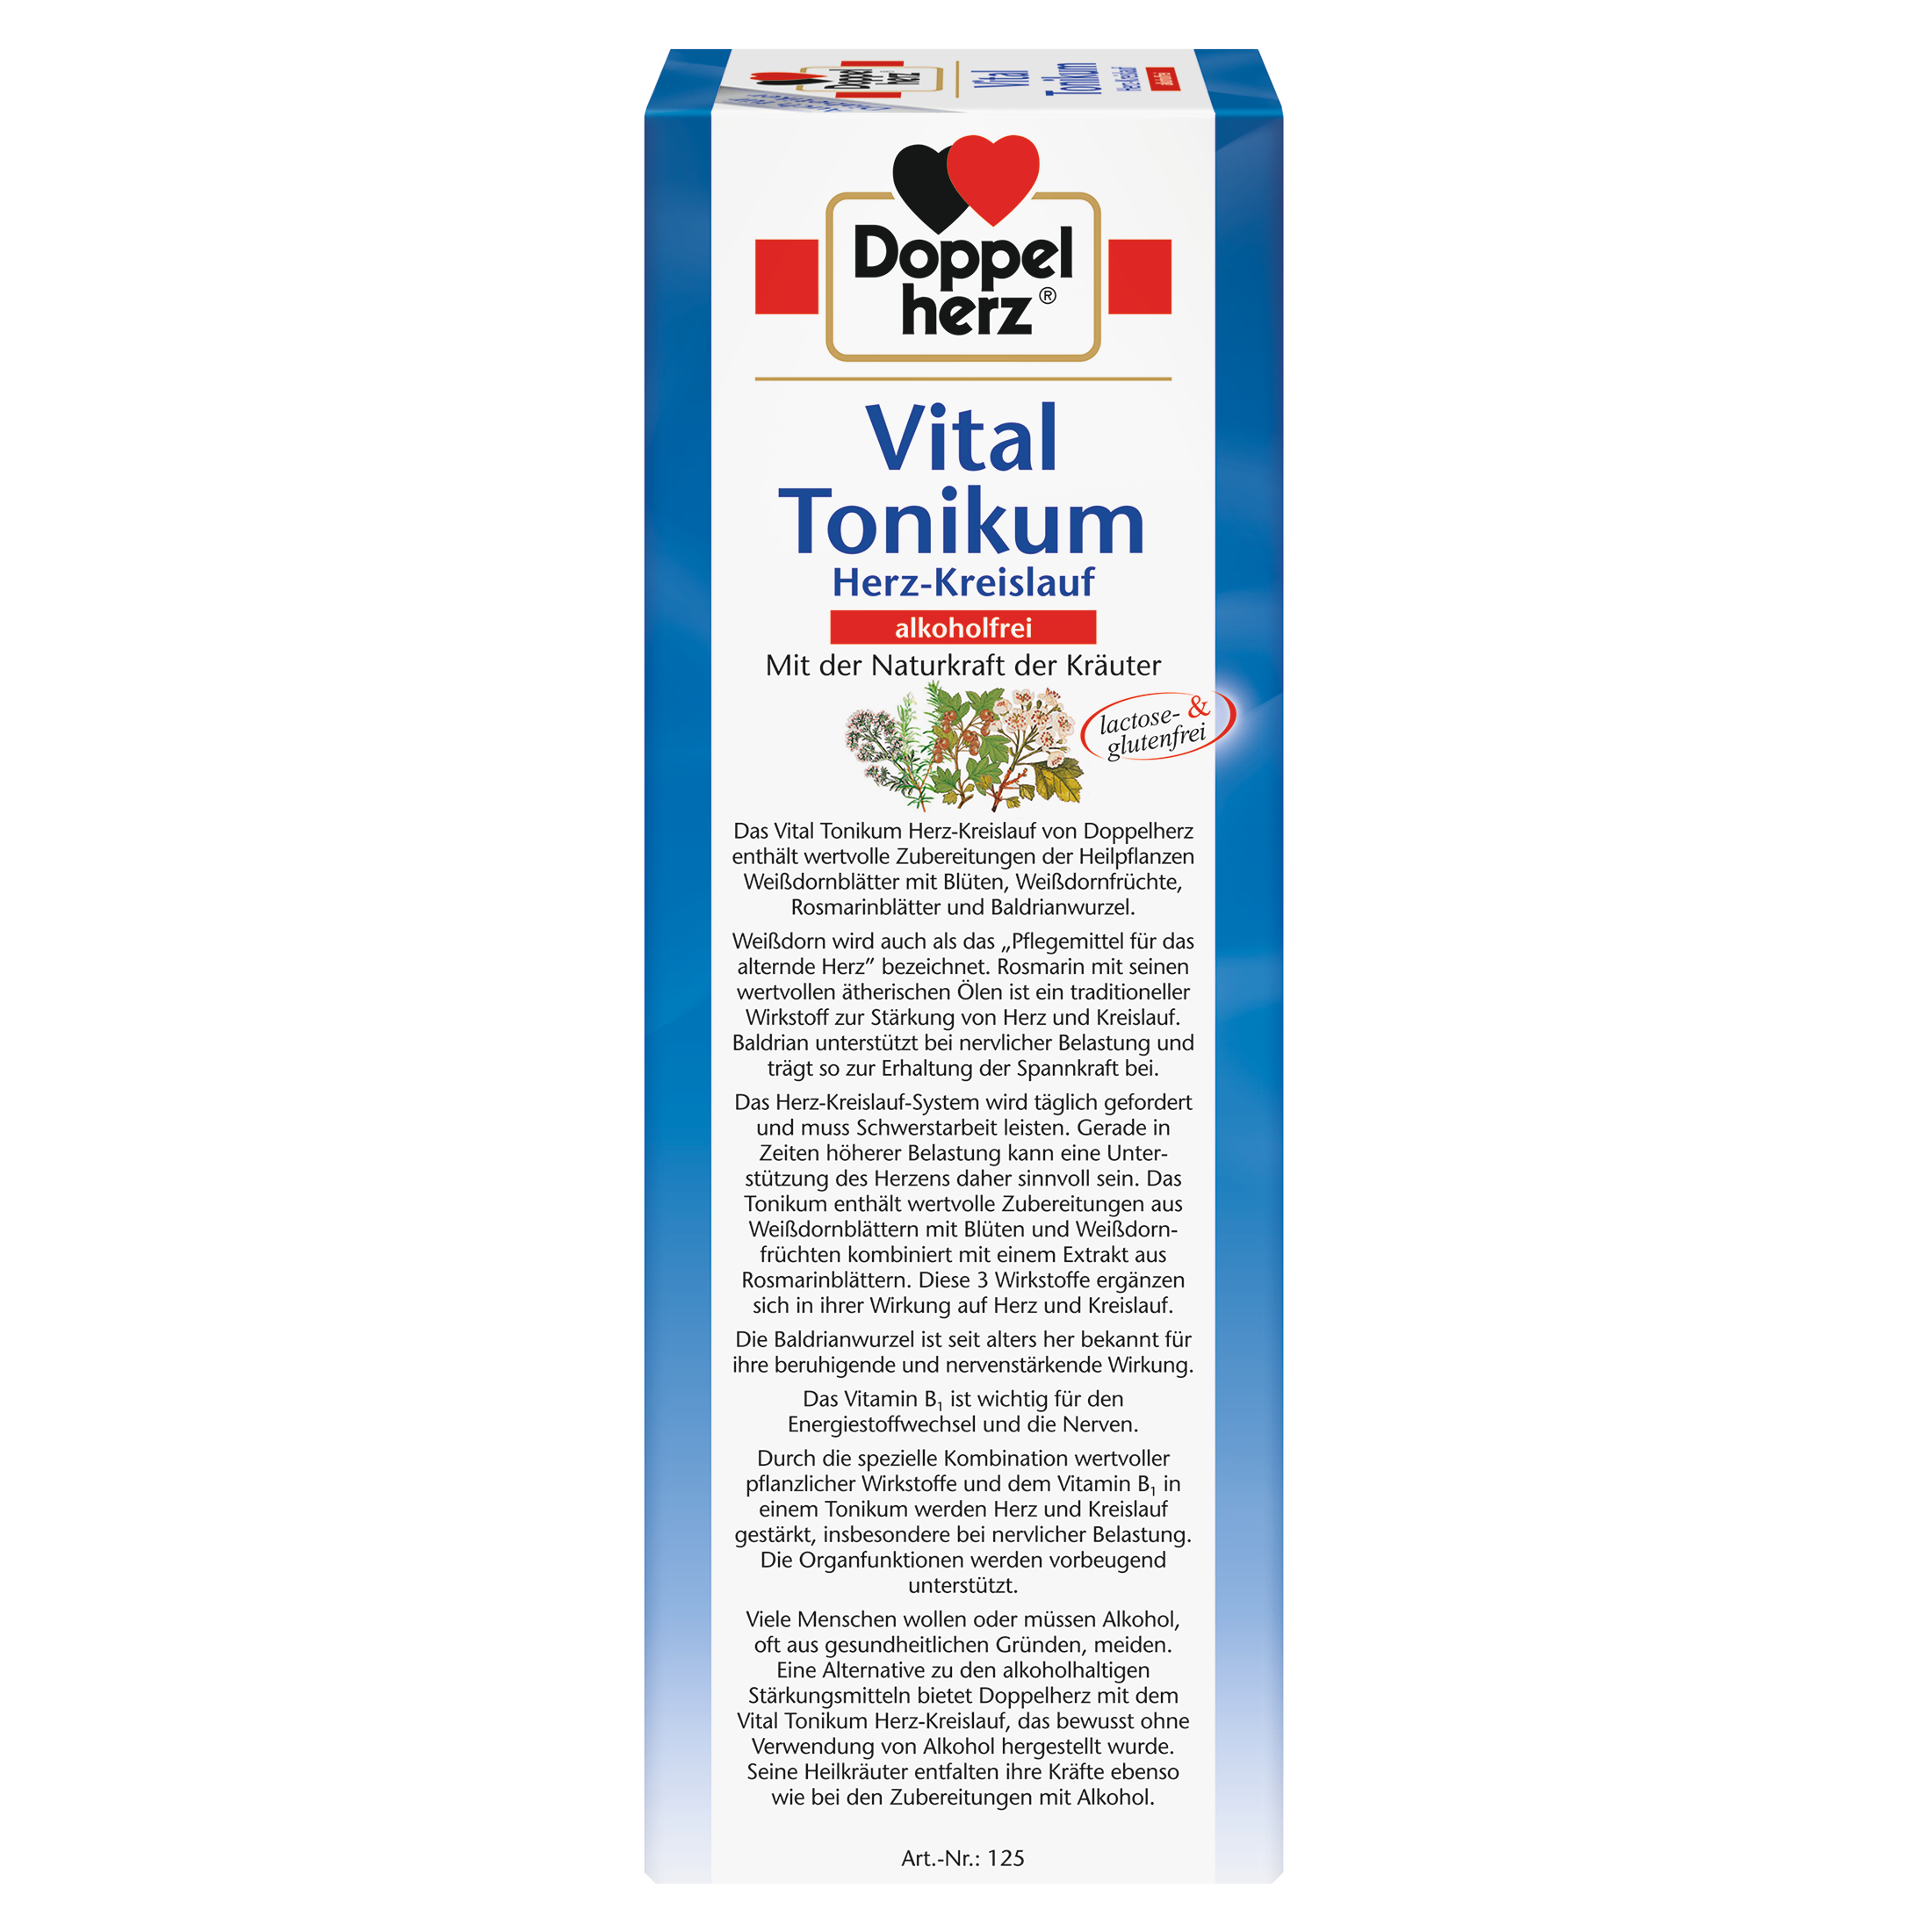 Doppel
herz
Vital
Tonikum
Herz-Kreislauf
alkoholfrei
Doppel
herz®
Vital
Tonikum
Herz-Kreislauf
alkoholfrei
Mit der Naturkraft der Kräuter
lactose- &
glutenfrei
Das Vital Tonikum Herz-Kreislauf von Doppelherz
enthält wertvolle Zubereitungen der Heilpflanzen
Weißdornblätter mit Blüten, Weißdornfrüchte,
Rosmarinblätter und Baldrianwurzel.
Weißdorn wird auch als das „Pflegemittel für das
alternde Herz” bezeichnet. Rosmarin mit seinen
wertvollen ätherischen Ölen ist ein traditioneller
Wirkstoff zur Stärkung von Herz und Kreislauf.
Baldrian unterstützt bei nervlicher Belastung und
trägt so zur Erhaltung der Spannkraft bei.
Das Herz-Kreislauf-System wird täglich gefordert
und muss Schwerstarbeit leisten. Gerade in
Zeiten höherer Belastung kann eine Unter-
stützung des Herzens daher sinnvoll sein. Das
Tonikum enthält wertvolle Zubereitungen aus
Weißdornblättern mit Blüten und Weißdorn-
früchten kombiniert mit einem Extrakt aus
Rosmarinblättern. Diese 3 Wirkstoffe ergänzen
sich in ihrer Wirkung auf Herz und Kreislauf.
Die Baldrianwurzel ist seit alters her bekannt für
ihre beruhigende und nervenstärkende Wirkung.
Das Vitamin B₁ ist wichtig für den
Energiestoffwechsel und die Nerven.
Durch die spezielle Kombination wertvoller
pflanzlicher Wirkstoffe und dem Vitamin B₁ in
einem Tonikum werden Herz und Kreislauf
gestärkt, insbesondere bei nervlicher Belastung.
Die Organfunktionen werden vorbeugend
unterstützt.
Viele Menschen wollen oder müssen Alkohol,
oft aus gesundheitlichen Gründen, meiden.
Eine Alternative zu den alkoholhaltigen
Stärkungsmitteln bietet Doppelherz mit dem
Vital Tonikum Herz-Kreislauf, das bewusst ohne
Verwendung von Alkohol hergestellt wurde.
Seine Heilkräuter entfalten ihre Kräfte ebenso
wie bei den Zubereitungen mit Alkohol.
Art.-Nr.: 125